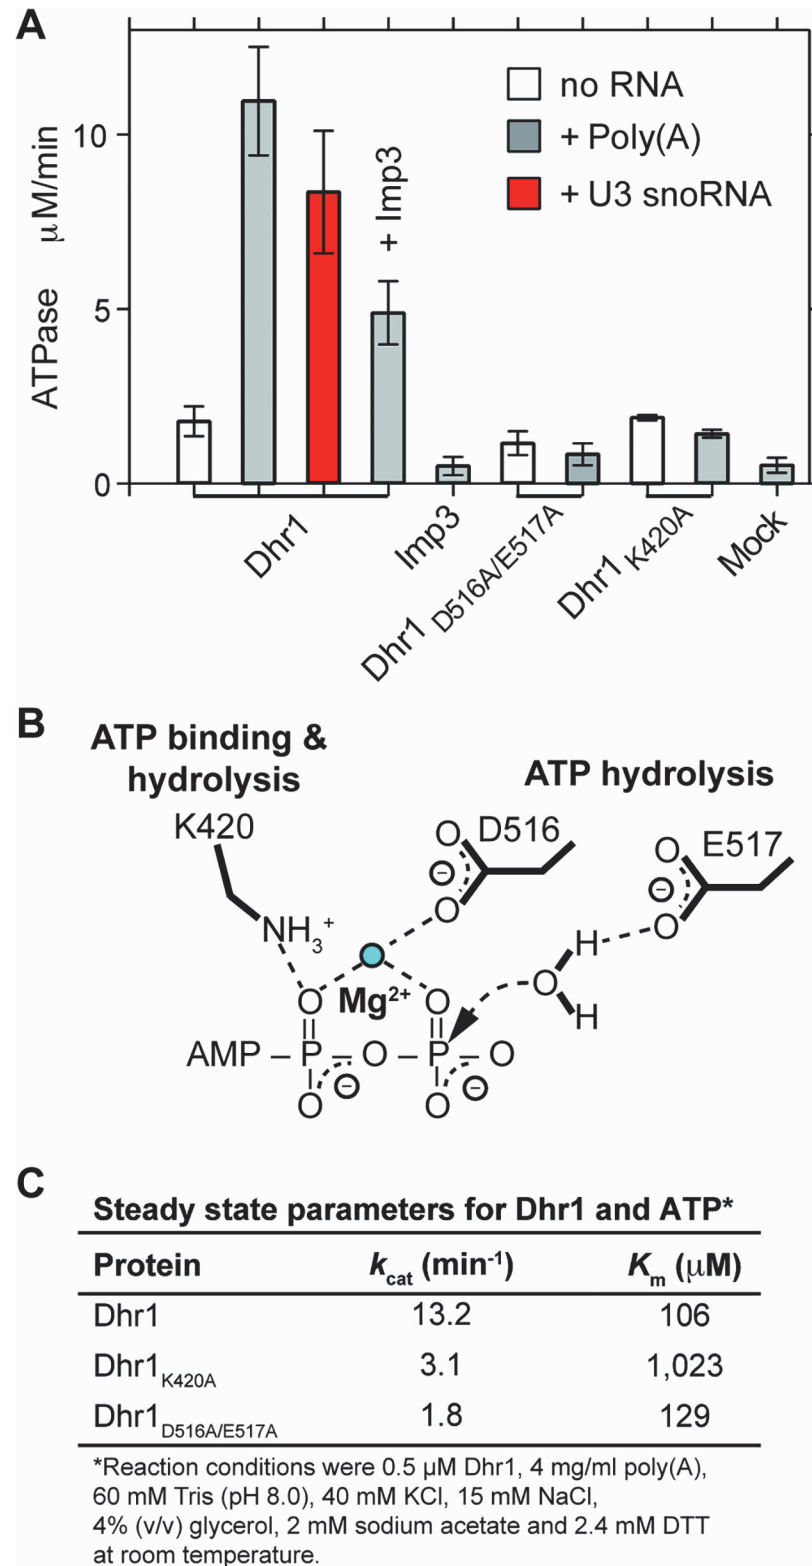 A
no RNA
+ Poly(A)
+ U3 snoRNA
+ Imp3
ATPase µM/min
10
5
0
Dhr1
Imp3
Dhr1 D516A/E517A
Dhr1 K420A
Mock
B
ATP binding &
hydrolysis
ATP hydrolysis
K420
D516
E517
O
O
⊖
O
O
⊖
NH3+
H
O
H
Mg2+
O
O
AMP – P – O – P – O
⊖
⊖
O
O
C
Steady state parameters for Dhr1 and ATP*
Protein kcat (min-1) Km (µM)
Dhr1 13.2 106
Dhr1K420A 3.1 1,023
Dhr1D516A/E517A 1.8 129
*Reaction conditions were 0.5 µM Dhr1, 4 mg/ml poly(A),
60 mM Tris (pH 8.0), 40 mM KCl, 15 mM NaCl,
4% (v/v) glycerol, 2 mM sodium acetate and 2.4 mM DTT
at room temperature.